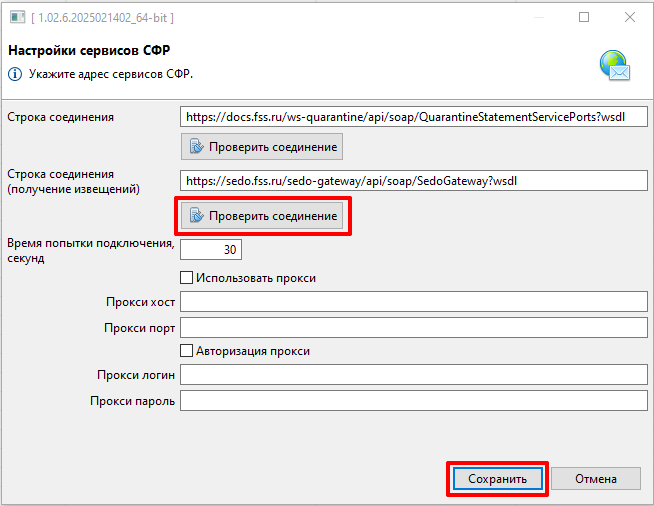 [ 1.02.6.2025021402_64-bit ]
Настройки сервисов СФР
Укажите адрес сервисов СФР.
Строка соединения
https://docs.fss.ru/ws-quarantine/api/soap/QuarantineStatementServicePorts?wsdl
Проверить соединение
Строка соединения
(получение извещений)
https://sedo.fss.ru/sedo-gateway/api/soap/SedoGateway?wsdl
Проверить соединение
Время попытки подключения,
секунд
30
Использовать прокси
Прокси хост
Прокси порт
Авторизация прокси
Прокси логин
Прокси пароль
Сохранить
Отмена